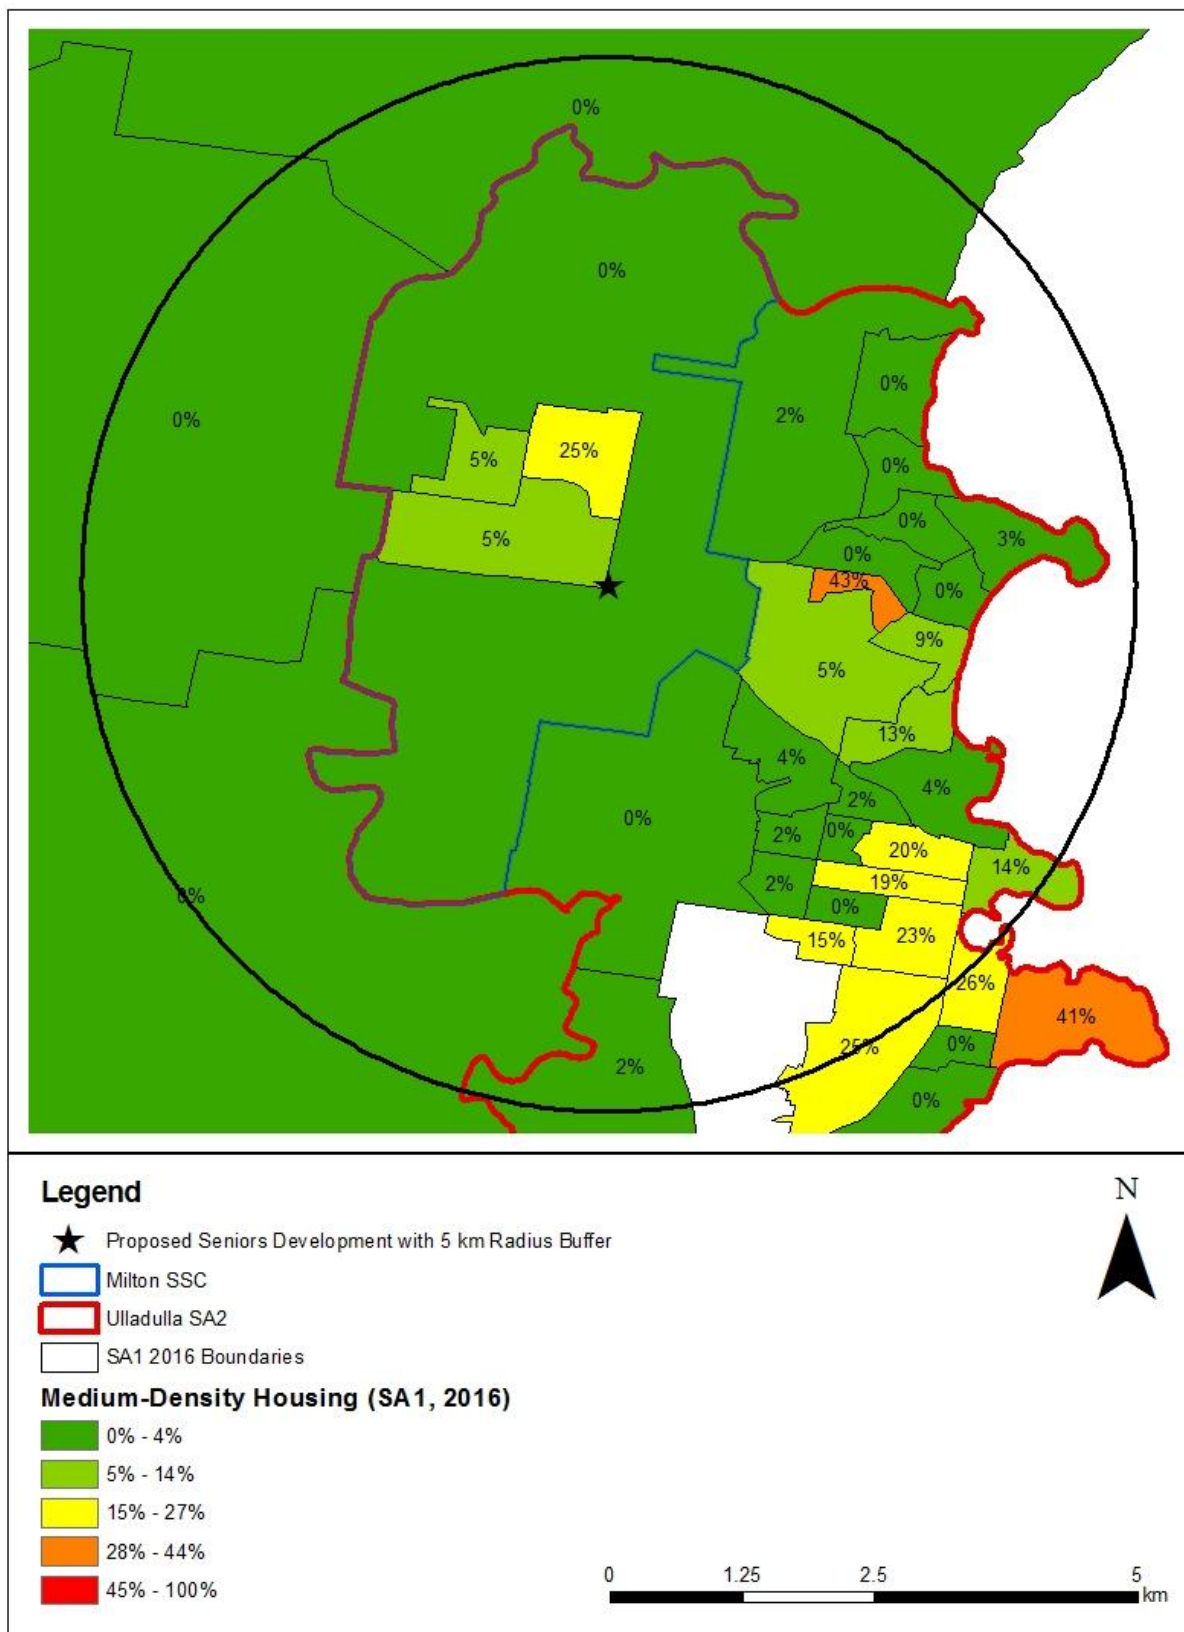 0%
0%
0%
0%
2%
5%
25%
0%
0%
3%
0%
5%
43%
0%
9%
5%
13%
4%
4%
2%
0%
0%
2%
20%
14%
19%
2%
0%
0%
15%
23%
26%
41%
25%
0%
2%
0%
Legend
Proposed Seniors Development with 5 km Radius Buffer
Milton SSC
Ulladulla SA2
SA1 2016 Boundaries
Medium-Density Housing (SA1, 2016)
0% - 4%
5% - 14%
15% - 27%
28% - 44%
45% - 100%
N
0 1.25 2.5 5
km